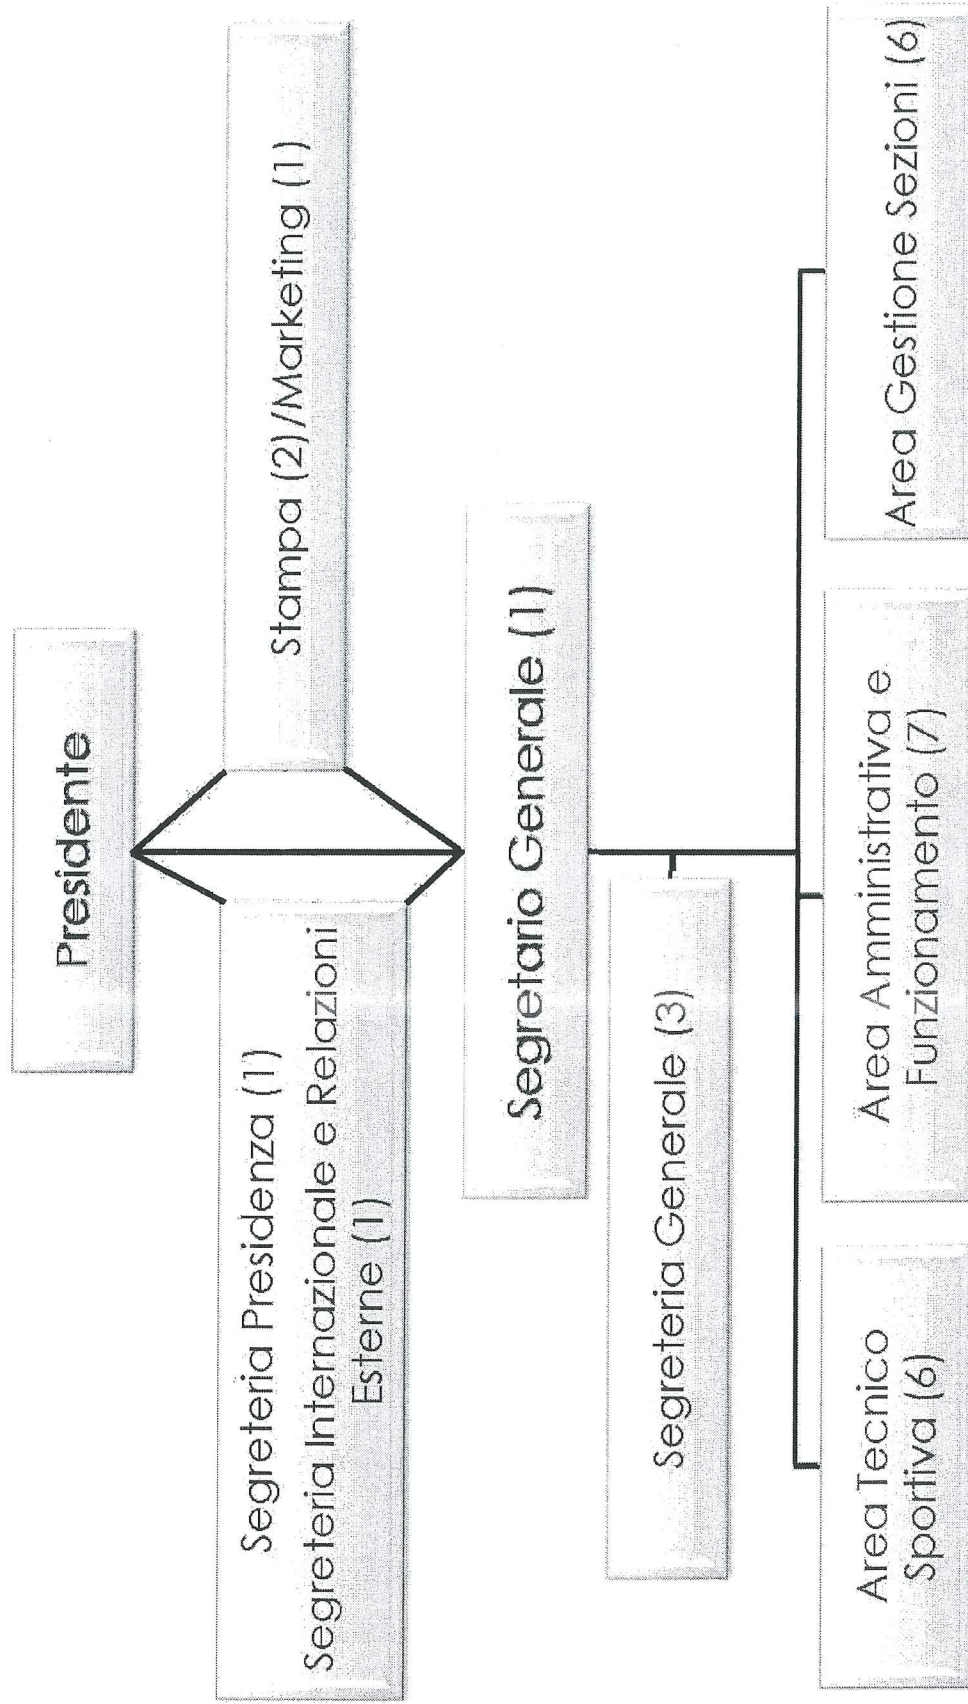 Presidente
Segreteria Presidenza (1)
Segreteria Internazionale e Relazioni
Esterne (1)
Stampa (2)/Marketing (1)
Segretario Generale (1)
Segreteria Generale (3)
Area Tecnico
Sportiva (6)
Area Amministrativa e
Funzionamento (7)
Area Gestione Sezioni (6)